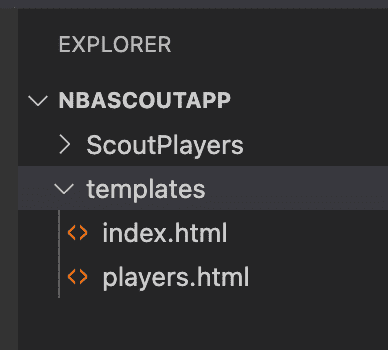 EXPLORER
NBASCOUTAPP
ScoutPlayers
templates
index.html
players.html